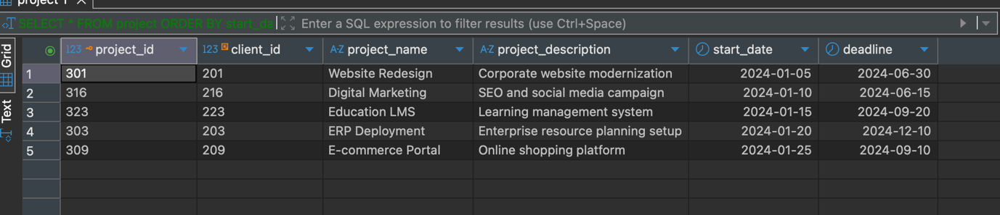 project 1
SELECT * FROM project ORDER BY start_da Enter a SQL expression to filter results (use Ctrl+Space)
Grid
Text
123 project_id 123 client_id A-Z project_name A-Z project_description start_date deadline
1 301 201 Website Redesign Corporate website modernization 2024-01-05 2024-06-30
2 316 216 Digital Marketing SEO and social media campaign 2024-01-10 2024-06-15
3 323 223 Education LMS Learning management system 2024-01-15 2024-09-20
4 303 203 ERP Deployment Enterprise resource planning setup 2024-01-20 2024-12-10
5 309 209 E-commerce Portal Online shopping platform 2024-01-25 2024-09-10